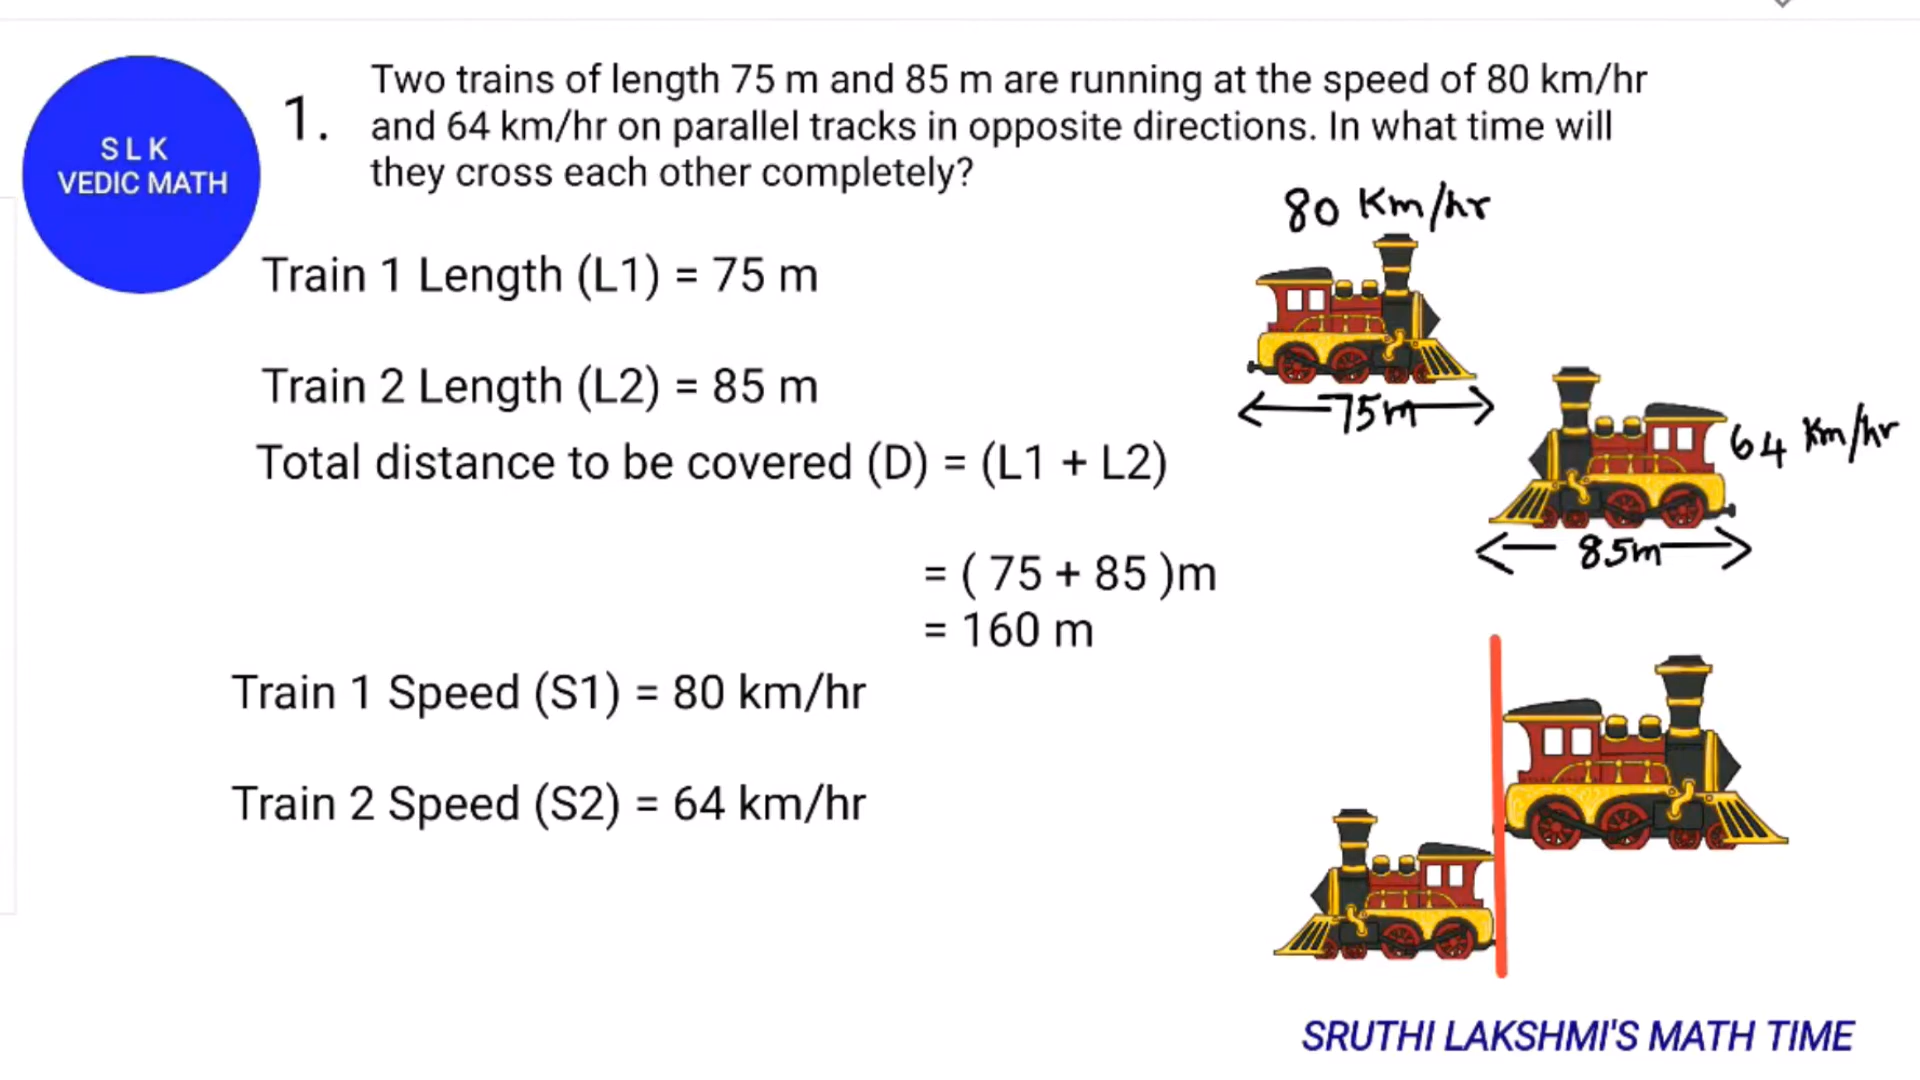 S L K
VEDIC MATH
1.
Two trains of length 75 m and 85 m are running at the speed of 80 km/hr
and 64 km/hr on parallel tracks in opposite directions. In what time will
they cross each other completely?
80 Km/hr
Train 1 Length (L1) = 75 m
Train 2 Length (L2) = 85 m
75m
64 Km/hr
Total distance to be covered (D) = (L1 + L2)
85m
= ( 75 + 85 )m
= 160 m
Train 1 Speed (S1) = 80 km/hr
Train 2 Speed (S2) = 64 km/hr
SRUTHI LAKSHMI'S MATH TIME